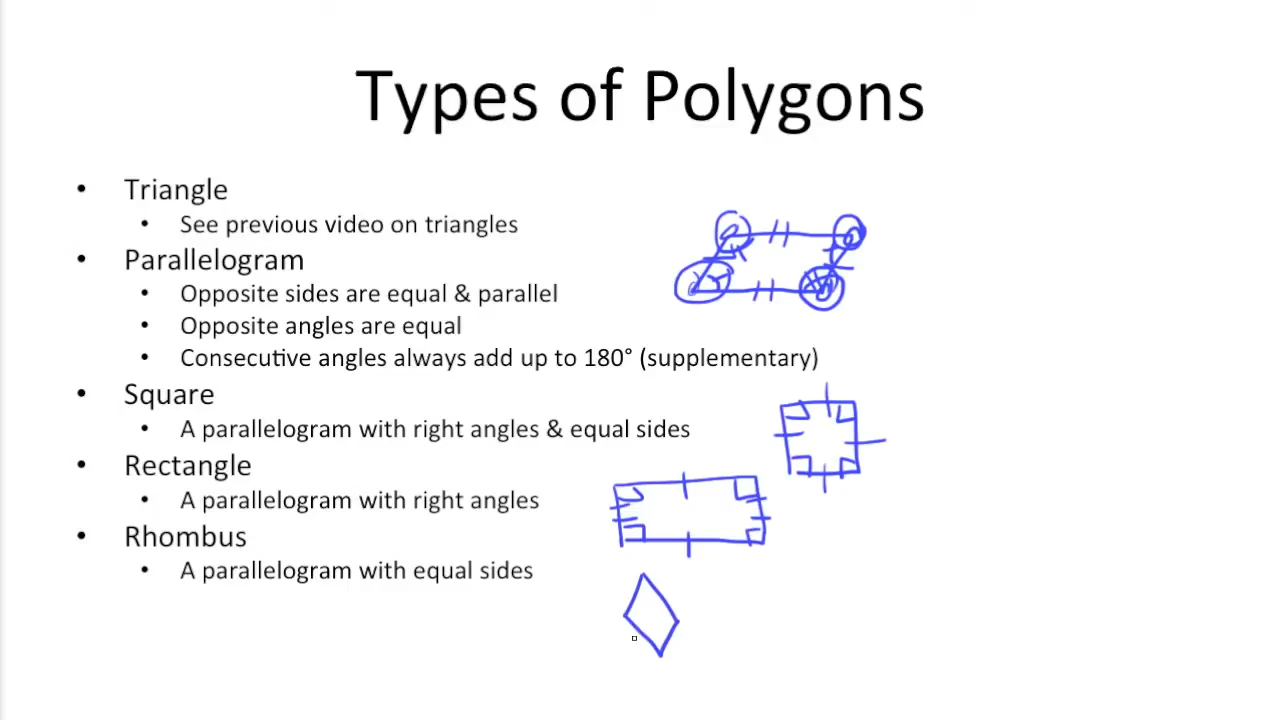 Types of Polygons
• Triangle
• See previous video on triangles
• Parallelogram
• Opposite sides are equal & parallel
• Opposite angles are equal
• Consecutive angles always add up to 180° (supplementary)
• Square
• A parallelogram with right angles & equal sides
• Rectangle
• A parallelogram with right angles
• Rhombus
• A parallelogram with equal sides